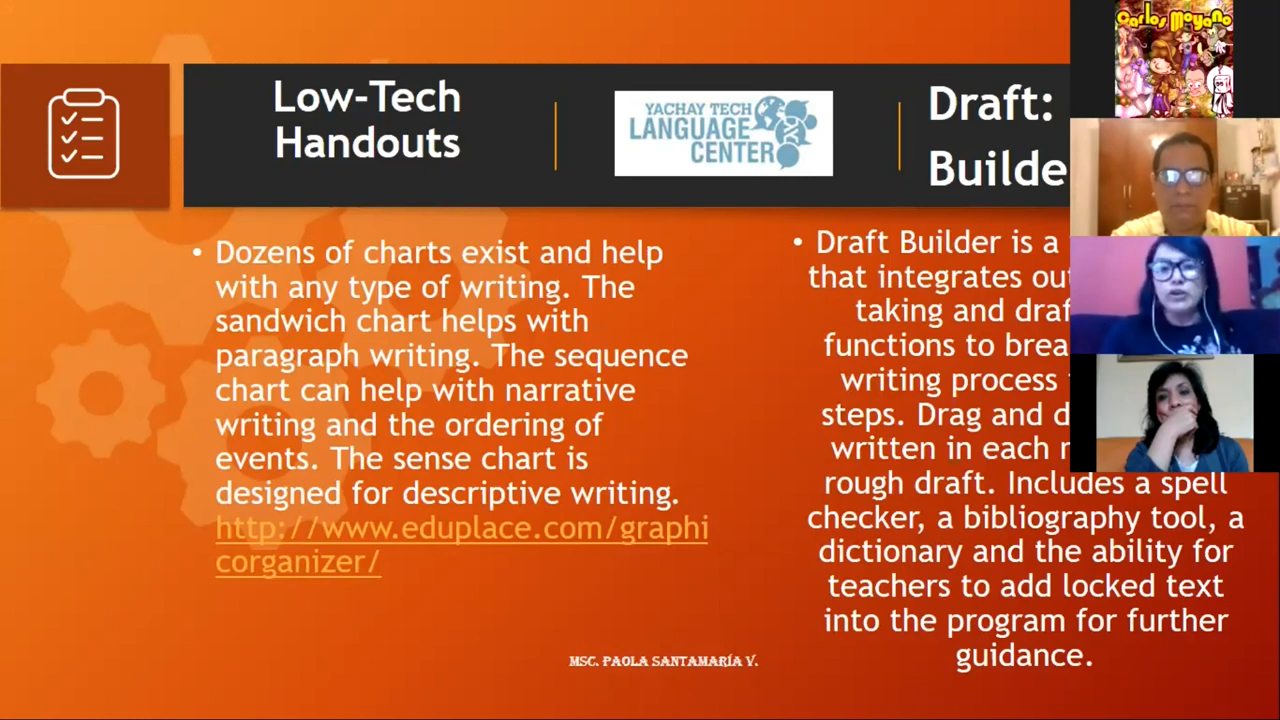 Low-Tech
Handouts
YACHAY TECH
LANGUAGE
CENTER
Draft:
Builde
• Dozens of charts exist and help
with any type of writing. The
sandwich chart helps with
paragraph writing. The sequence
chart can help with narrative
writing and the ordering of
events. The sense chart is
designed for descriptive writing.
http://www.eduplace.com/graphi
corganizer/
• Draft Builder is a
that integrates ou
taking and draf
functions to brea
writing process
steps. Drag and d
written in each
rough draft. Includes a spell
checker, a bibliography tool, a
dictionary and the ability for
teachers to add locked text
into the program for further
guidance.
MSC. PAOLA SANTAMARÍA V.
Carlos Moyano